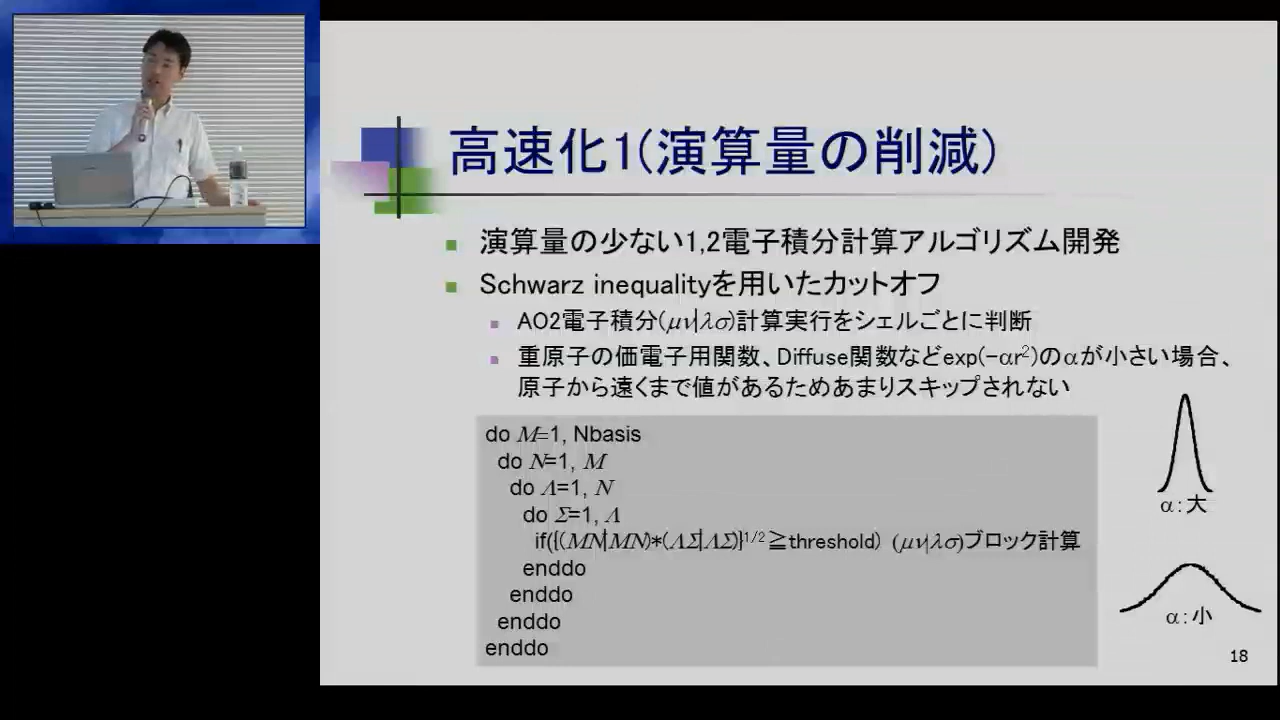 高速化1(演算量の削減)
演算量の少ない1,2電子積分計算アルゴリズム開発
Schwarz inequalityを用いたカットオフ
AO2電子積分(μν|λσ)計算実行をシェルごとに判断
重原子の価電子用関数、Diffuse関数などexp(-αr²)のαが小さい場合、
原子から遠くまで値があるためあまりスキップされない
do M=1, Nbasis
do N=1, M
do Λ=1, N
do Σ=1, Λ
if({(MN|MN)*(ΛΣ|ΛΣ)}1/2≧threshold) (μν|λσ)ブロック計算
enddo
enddo
enddo
enddo
α:大
α:小
18